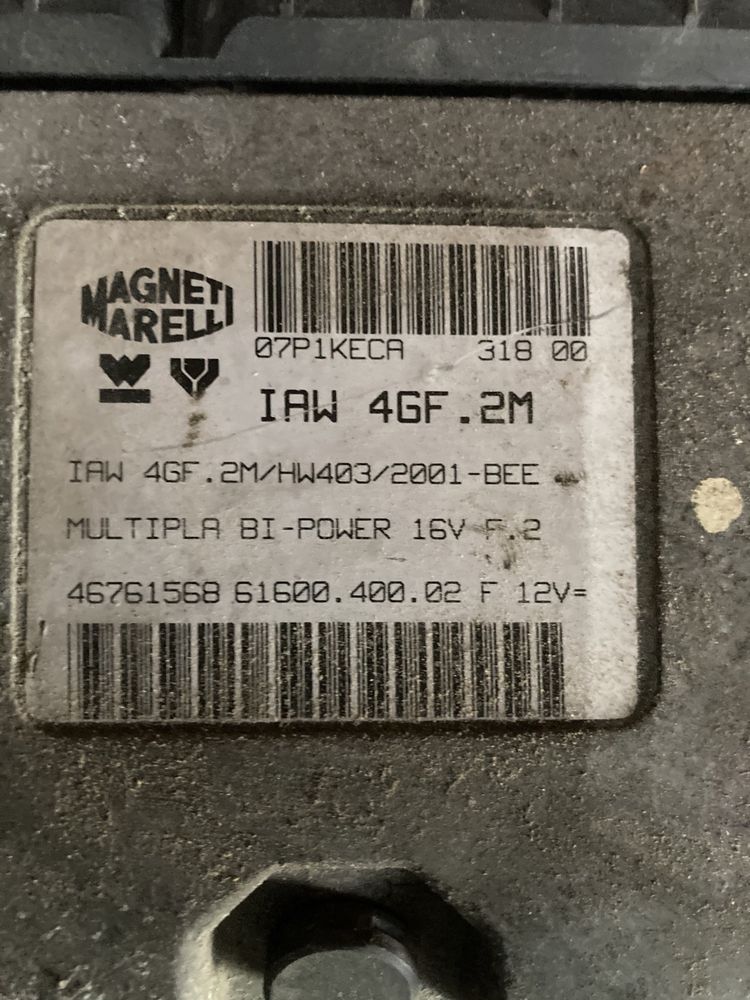 MAGNETI
MARELLI
07P1KECA 318 00
IAW 4GF.2M
IAW 4GF.2M/HW403/2001-BEE
MULTIPLA BI-POWER 16V F.2
46761568 61600.400.02 F 12V=